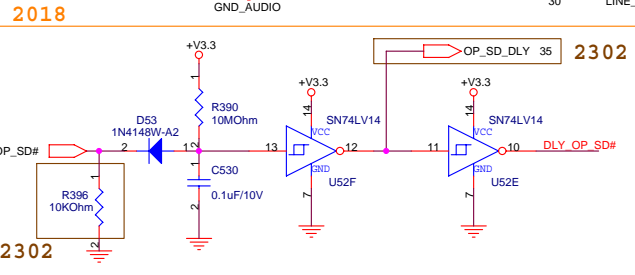 GND_AUDIO
30
2018
+V3.3
OP_SD_DLY 35
2302
+V3.3
+V3.3
1
R390
10MOhm
2
14
SN74LV14
VCC
14
SN74LV14
VCC
D53
1N4148W-A2
OP_SD#
2
1
13
12
11
10
DLY_OP_SD#
GND
U52F
7
GND
U52E
7
1
C530
0.1uF/10V
2
1
R396
10KOhm
2
2302